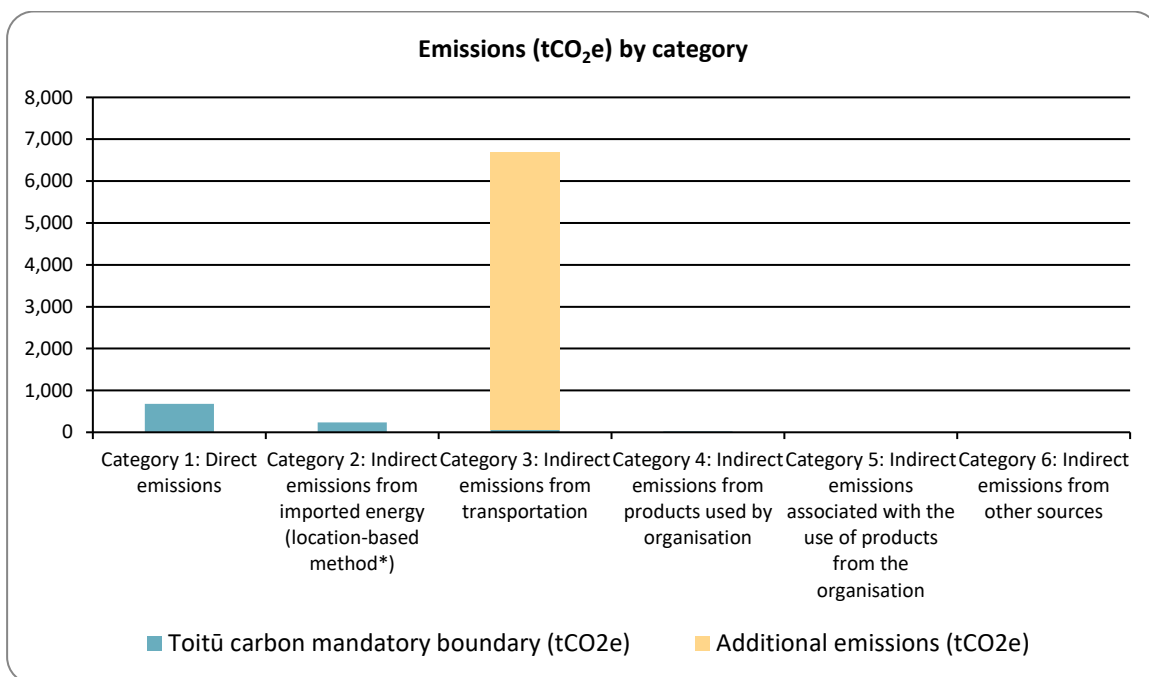 Emissions (tCO₂e) by category
8,000
7,000
6,000
5,000
4,000
3,000
2,000
1,000
0
Category 1: Direct
emissions
Category 2: Indirect
emissions from
imported energy
(location-based
method*)
Category 3: Indirect
emissions from
transportation
Category 4: Indirect
emissions from
products used by
organisation
Category 5: Indirect
emissions
associated with the
use of products
from the
organisation
Category 6: Indirect
emissions from
other sources
Toitū carbon mandatory boundary (tCO2e)
Additional emissions (tCO2e)